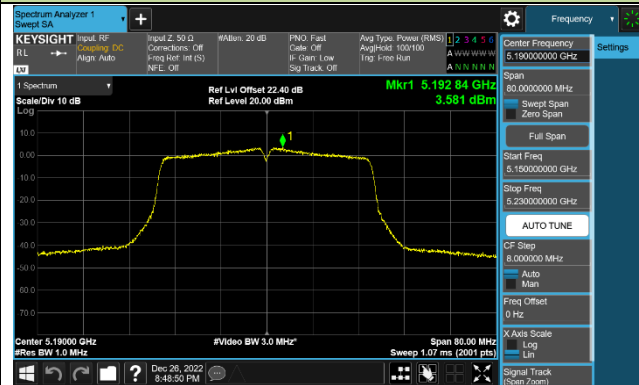 Spectrum Analyzer 1
Swept SA
Frequency
KEYSIGHT
RL
Input: RF
Coupling: DC
Align: Auto
Input Z: 50 Ω
Corrections: Off
Freq Ref: Int (S)
NFE: Off
#Atten: 20 dB
PNO: Fast
Gate: Off
IF Gain: Low
Sig Track: Off
Avg Type: Power (RMS)
Avg|Hold: 100/100
Trig: Free Run
1 2 3 4 5 6
A W W W W W
A N N N N N
Center Frequency
5.190000000 GHz
Settings
Span
80.0000000 MHz
Swept Span
Zero Span
Full Span
Start Freq
5.150000000 GHz
Stop Freq
5.230000000 GHz
AUTO TUNE
CF Step
8.000000 MHz
Auto
Man
Freq Offset
0 Hz
X Axis Scale
Log
Lin
Signal Track
(Span Zoom)
1 Spectrum
Scale/Div 10 dB
Log
Ref Lvl Offset 22.40 dB
Ref Level 20.00 dBm
Mkr1 5.192 84 GHz
3.581 dBm
1
10.0
0.00
-10.0
-20.0
-30.0
-40.0
-50.0
-60.0
-70.0
Center 5.19000 GHz
#Res BW 1.0 MHz
#Video BW 3.0 MHz*
Span 80.00 MHz
Sweep 1.07 ms (2001 pts)
Dec 26, 2022
8:48:50 PM